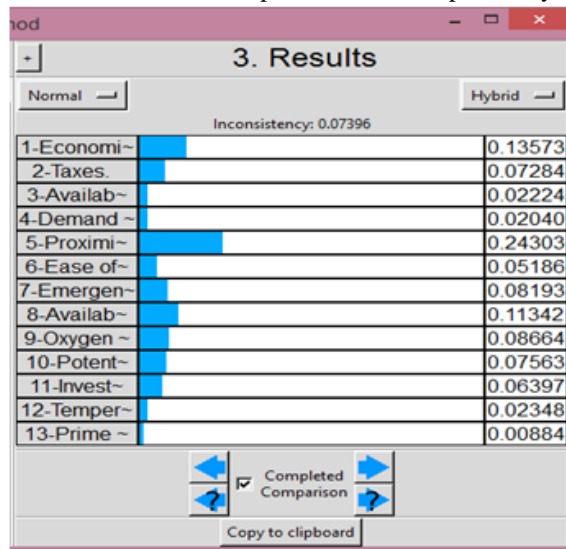 nod
+ 3. Results
Normal Hybrid
Inconsistency: 0.07396
1-Economi~ 0.13573
2-Taxes. 0.07284
3-Availab~ 0.02224
4-Demand ~ 0.02040
5-Proximi~ 0.24303
6-Ease of~ 0.05186
7-Emergen~ 0.08193
8-Availab~ 0.11342
9-Oxygen ~ 0.08664
10-Potent~ 0.07563
11-Invest~ 0.06397
12-Temper~ 0.02348
13-Prime ~ 0.00884
Completed
Comparison
? ?
Copy to clipboard